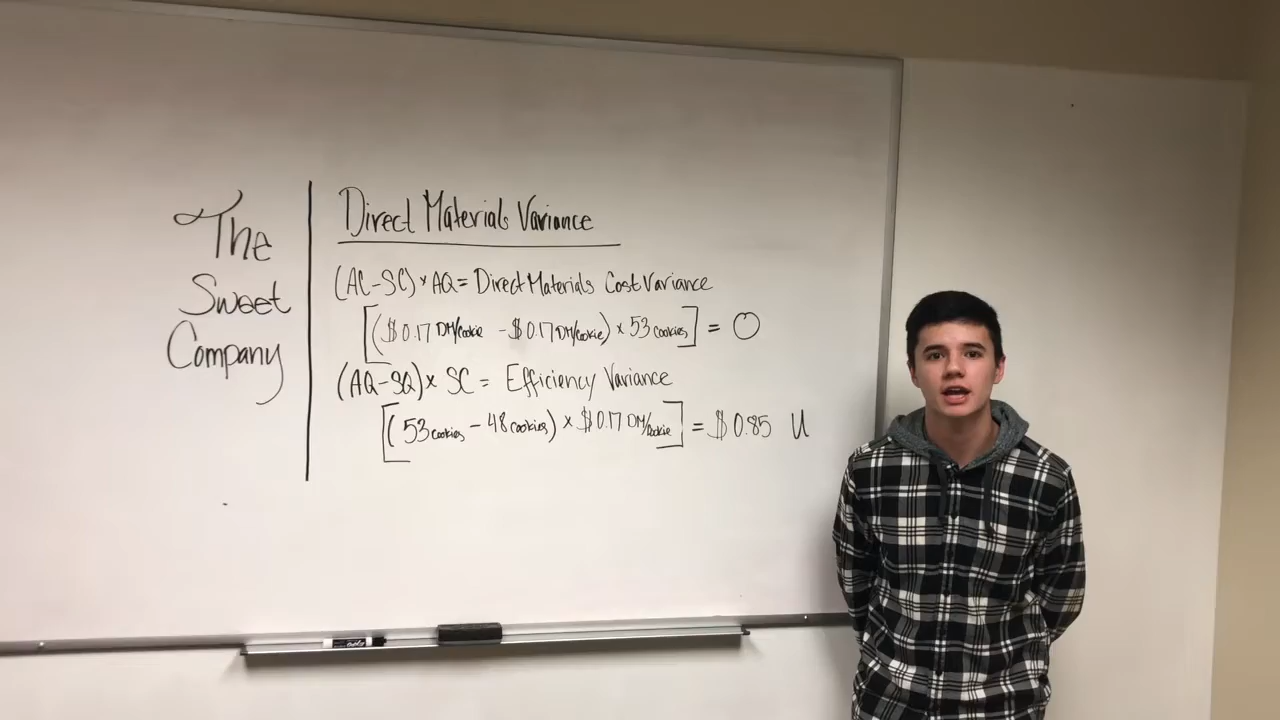 The
Sweet
Company
Direct Materials Variance
(AC-SC) × AQ = Direct Materials Cost Variance
[($0.17 DM/cookie - $0.17 DM/cookie) × 53 cookies] = 0
(AQ-SQ) × SC = Efficiency Variance
[(53 cookies - 48 cookies) × $0.17 DM/cookie] = $0.85 U